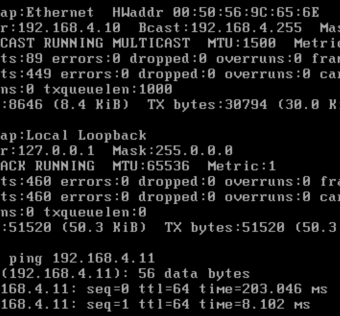 ap:Ethernet  HWaddr 00:50:56:9C:65:6E
r:192.168.4.10  Bcast:192.168.4.255  Mas
CAST RUNNING MULTICAST  MTU:1500  Metric
ts:89 errors:0 dropped:0 overruns:0 fram
ts:449 errors:0 dropped:0 overruns:0 car
ns:0 txqueuelen:1000
:8646 (8.4 KiB)  TX bytes:30794 (30.0 K
ap:Local Loopback
r:127.0.0.1  Mask:255.0.0.0
ACK RUNNING  MTU:65536  Metric:1
ts:460 errors:0 dropped:0 overruns:0 fra
ts:460 errors:0 dropped:0 overruns:0 car
ns:0 txqueuelen:0
:51520 (50.3 KiB)  TX bytes:51520 (50.3
ping 192.168.4.11
(192.168.4.11): 56 data bytes
168.4.11: seq=0 ttl=64 time=203.046 ms
168.4.11: seq=1 ttl=64 time=8.102 ms